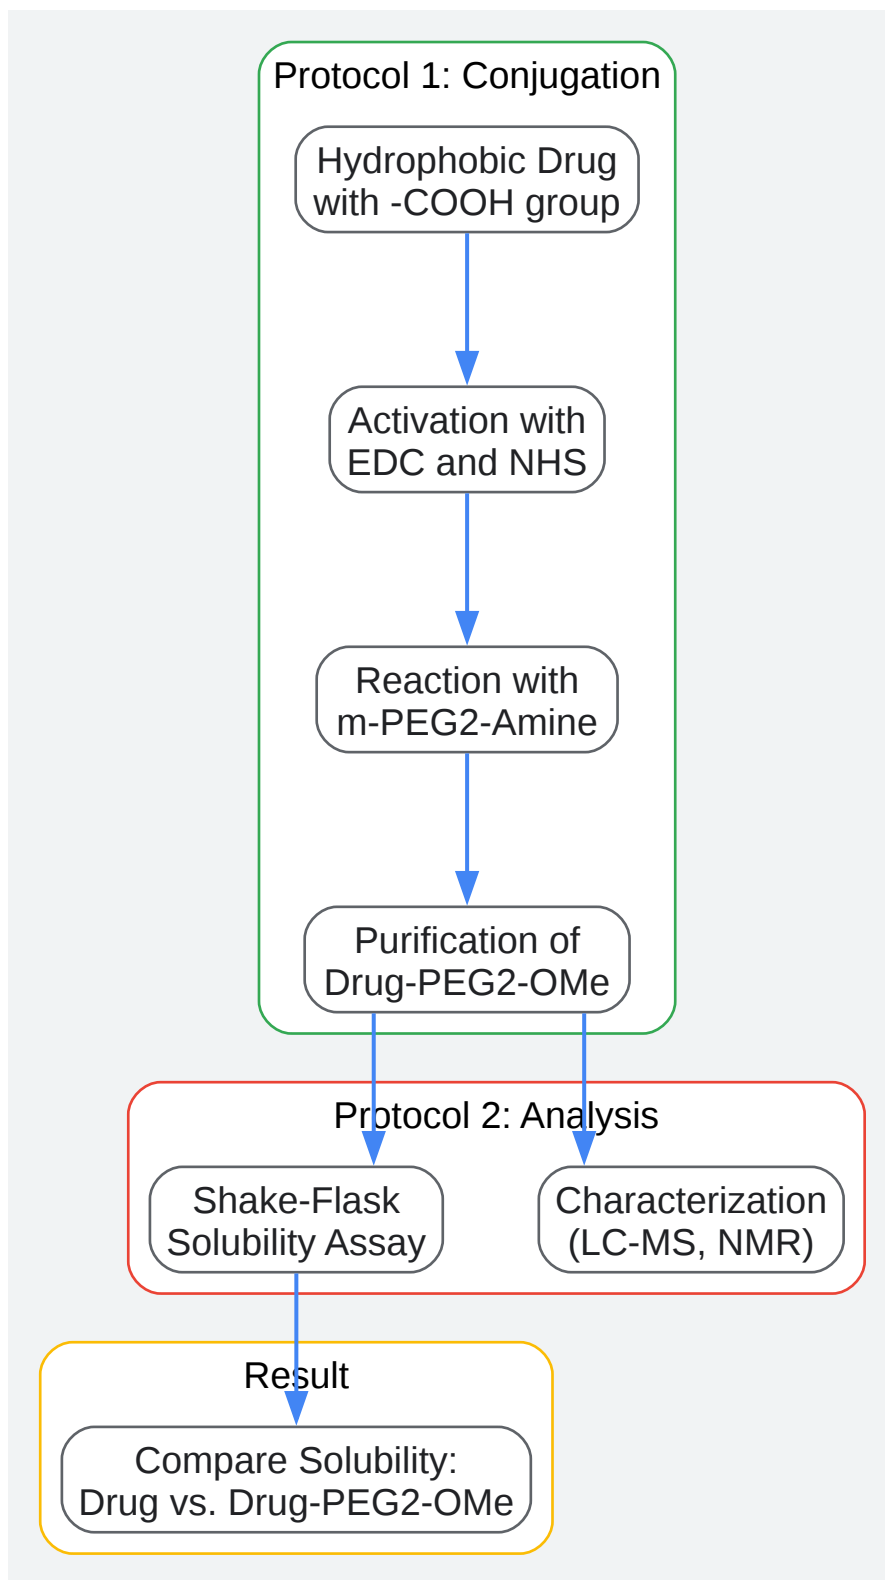 Protocol 1: Conjugation
Hydrophobic Drug
with -COOH group
Activation with
EDC and NHS
Reaction with
m-PEG2-Amine
Purification of
Drug-PEG2-OMe
Protocol 2: Analysis
Shake-Flask
Solubility Assay
Characterization
(LC-MS, NMR)
Result
Compare Solubility:
Drug vs. Drug-PEG2-OMe